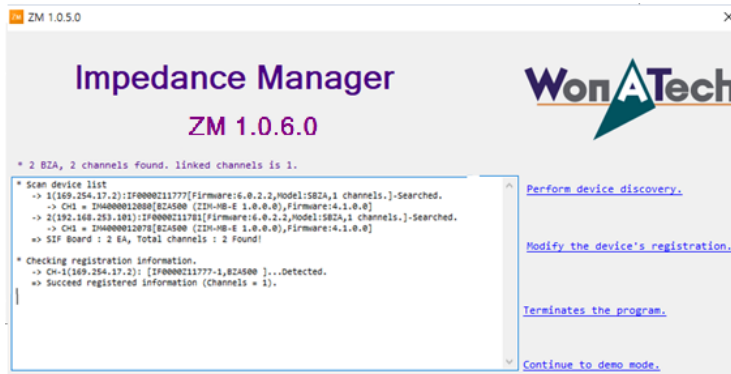 ZM 1.0.5.0
Impedance Manager
ZM 1.0.6.0
WonATech
* 2 BZA, 2 channels found. linked channels is 1.
* Scan device list
-> 1(169.254.17.2):IF0000Z11777[Firmware:6.0.2.2,Model:SBZA,1 channels.]-Searched.
-> CH1 = IM4000012080[BZA500 (ZIM-MB-E 1.0.0.0),Firmware:4.1.0.0]
-> 2(192.168.253.101):IF0000Z11781[Firmware:6.0.2.2,Model:SBZA,1 channels.]-Searched.
-> CH1 = IM4000012078[BZA500 (ZIM-MB-E 1.0.0.0),Firmware:4.1.0.0]
=> SIF Board : 2 EA, Total channels : 2 Found!
* Checking registration information.
-> CH-1(169.254.17.2): [IF0000Z11777-1,BZA500 ]...Detected.
=> Succeed registered information (Channels = 1).
Perform device discovery.
Modify the device's registration.
Terminates the program.
Continue to demo mode.